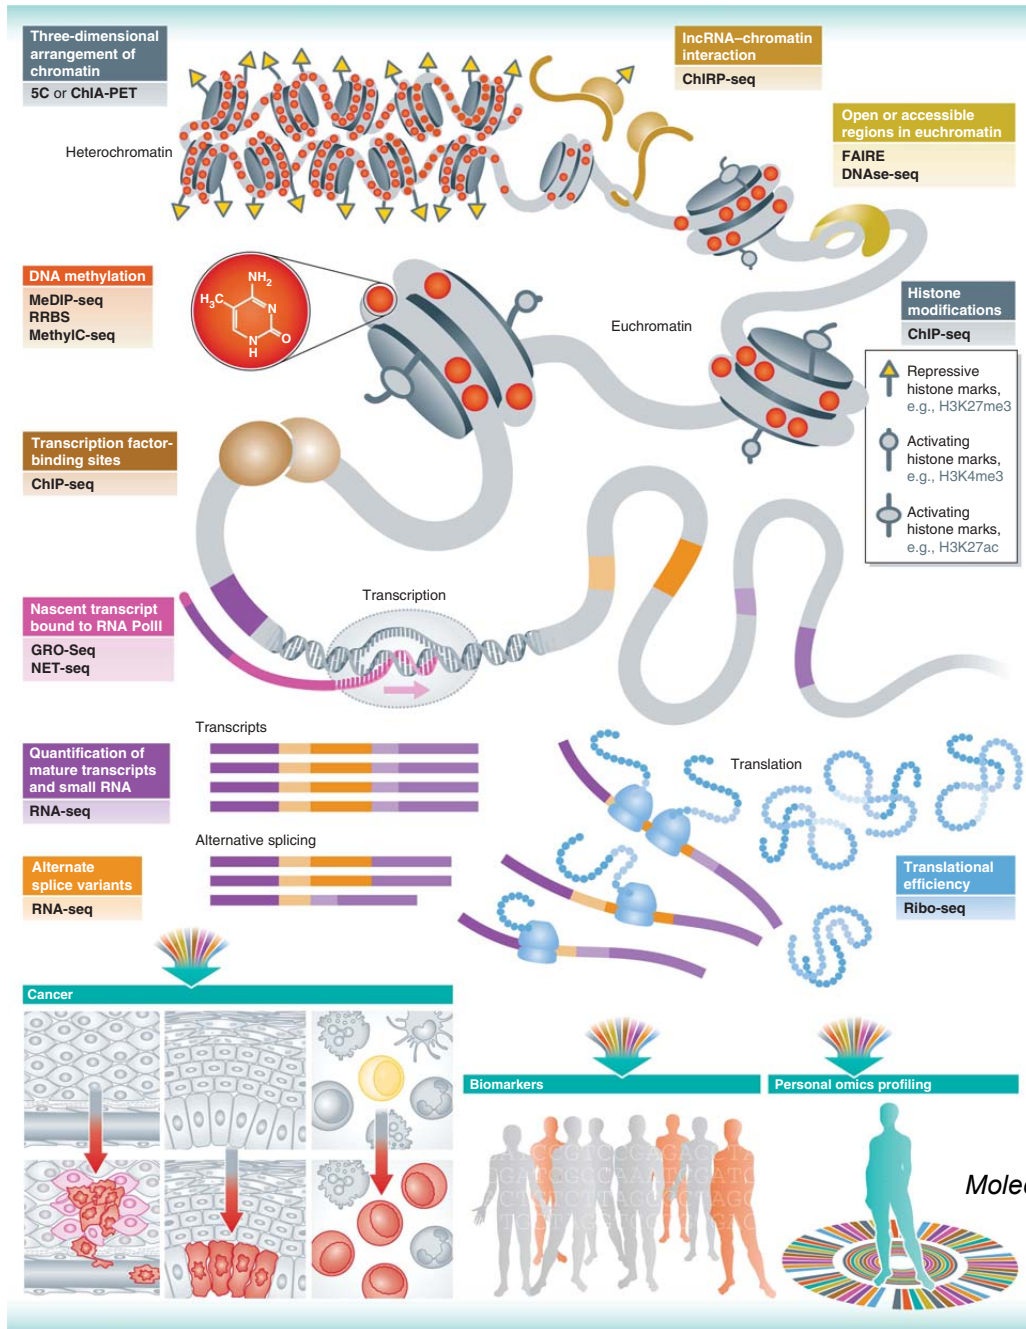 Three-dimensional
arrangement of
chromatin
5C or ChIA-PET
Heterochromatin
lncRNA–chromatin
interaction
ChIRP-seq
Open or accessible
regions in euchromatin
FAIRE
DNAse-seq
DNA methylation
MeDIP-seq
RRBS
MethylC-seq
NH2
H3C
N
N
H
O
Euchromatin
Histone
modifications
ChIP-seq
Repressive
histone marks,
e.g., H3K27me3
Activating
histone marks,
e.g., H3K4me3
Activating
histone marks,
e.g., H3K27ac
Transcription factor-
binding sites
ChIP-seq
Nascent transcript
bound to RNA PolII
GRO-Seq
NET-seq
Transcription
Transcripts
Quantification of
mature transcripts
and small RNA
RNA-seq
Alternative splicing
Alternate
splice variants
RNA-seq
Translation
Translational
efficiency
Ribo-seq
Cancer
Biomarkers
Personal omics profiling
Molec